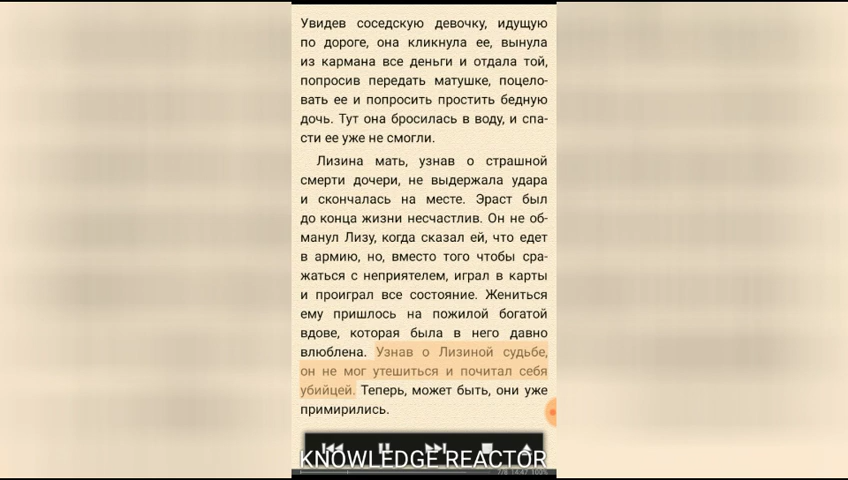 Увидев соседскую девочку, идущую
по дороге, она кликнула ее, вынула
из кармана все деньги и отдала той,
попросив передать матушке, поцело-
вать ее и попросить простить бедную
дочь. Тут она бросилась в воду, и спа-
сти ее уже не смогли.
Лизина мать, узнав о страшной
смерти дочери, не выдержала удара
и скончалась на месте. Эраст был
до конца жизни несчастлив. Он не об-
манул Лизу, когда сказал ей, что едет
в армию, но, вместо того чтобы сра-
жаться с неприятелем, играл в карты
и проиграл все состояние. Жениться
ему пришлось на пожилой богатой
вдове, которая была в него давно
влюблена. Узнав о Лизиной судьбе,
он не мог утешиться и почитал себя
убийцей. Теперь, может быть, они уже
примирились.
KNOWLEDGE REACTOR